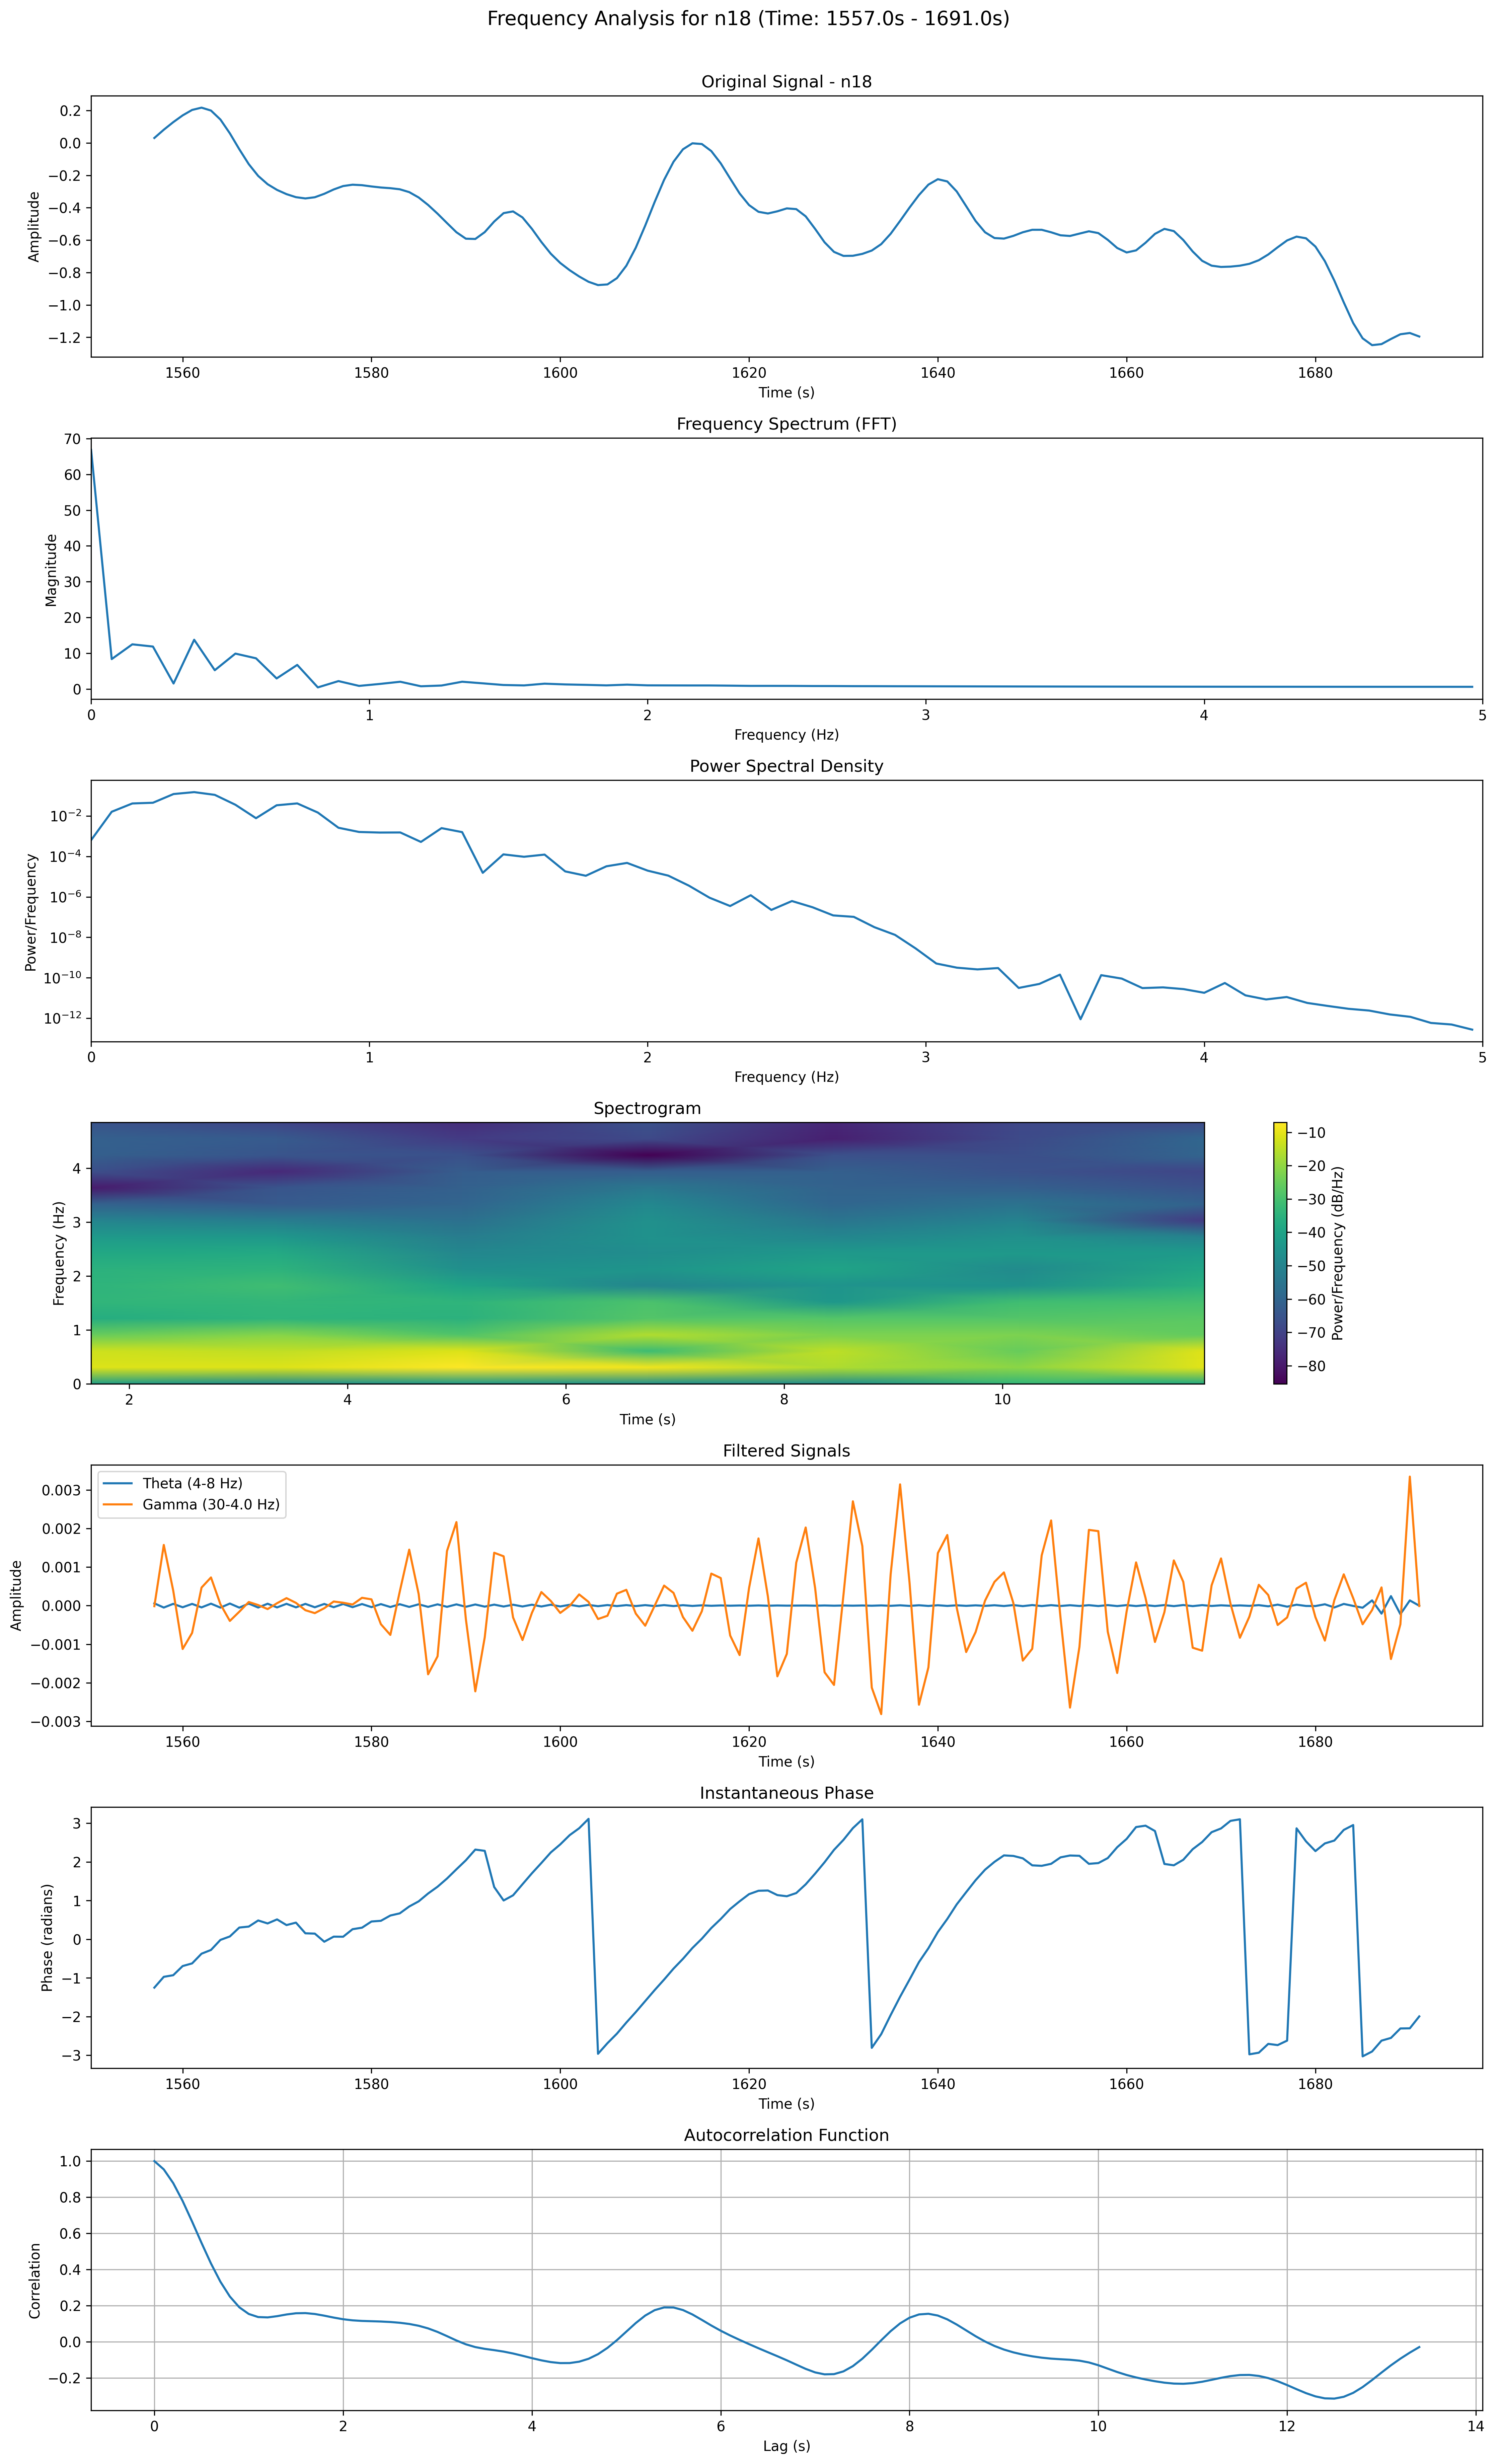 Frequency Analysis for n18 (Time: 1557.0s - 1691.0s)
Original Signal - n18
0.2
0.0
−0.2
−0.4
−0.6
−0.8
−1.0
−1.2
Amplitude
1560 1580 1600 1620 1640 1660 1680
Time (s)
Frequency Spectrum (FFT)
70
60
50
40
30
20
10
0
Magnitude
0 1 2 3 4 5
Frequency (Hz)
Power Spectral Density
10−2
10−4
10−6
10−8
10−10
10−12
Power/Frequency
0 1 2 3 4 5
Frequency (Hz)
Spectrogram
4
3
2
1
0
Frequency (Hz)
2 4 6 8 10
Time (s)
−10
−20
−30
−40
−50
−60
−70
−80
Power/Frequency (dB/Hz)
Filtered Signals
Theta (4-8 Hz)
Gamma (30-4.0 Hz)
0.003
0.002
0.001
0.000
−0.001
−0.002
−0.003
Amplitude
1560 1580 1600 1620 1640 1660 1680
Time (s)
Instantaneous Phase
3
2
1
0
−1
−2
−3
Phase (radians)
1560 1580 1600 1620 1640 1660 1680
Time (s)
Autocorrelation Function
1.0
0.8
0.6
0.4
0.2
0.0
−0.2
Correlation
0 2 4 6 8 10 12 14
Lag (s)